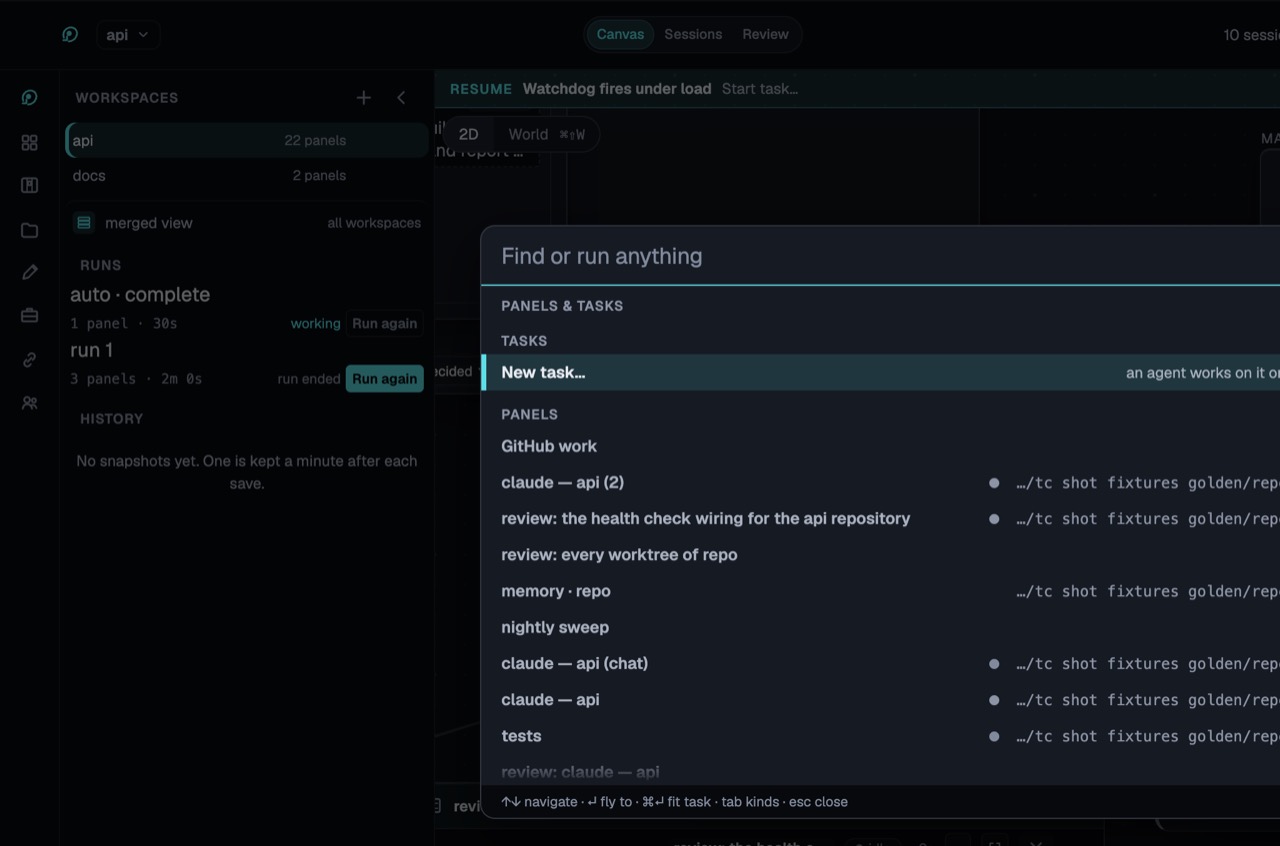 api
Canvas Sessions Review
10 sessi
WORKSPACES
RESUME Watchdog fires under load Start task…
api 22 panels
2D World ⌘⇧W
nd report …
docs 2 panels
merged view all workspaces
RUNS
auto · complete
1 panel · 30s working Run again
run 1
3 panels · 2m 0s run ended Run again
HISTORY
No snapshots yet. One is kept a minute after each
save.
MA
ecided
Find or run anything
PANELS & TASKS
TASKS
New task… an agent works on it o
PANELS
GitHub work
claude — api (2) …/tc shot fixtures golden/rep
review: the health check wiring for the api repository …/tc shot fixtures golden/rep
review: every worktree of repo
memory · repo …/tc shot fixtures golden/rep
nightly sweep
claude — api (chat) …/tc shot fixtures golden/rep
claude — api …/tc shot fixtures golden/rep
tests …/tc shot fixtures golden/rep
review: claude — api
↑↓ navigate · ↵ fly to · ⌘↵ fit task · tab kinds · esc close
revi